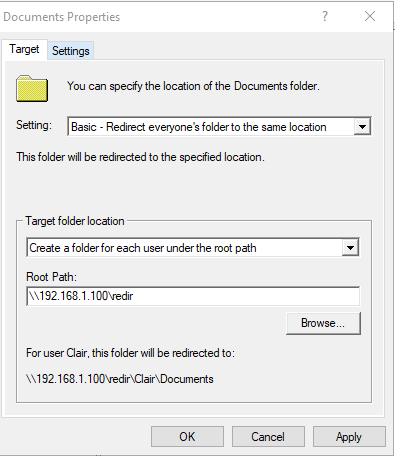 Documents Properties
Target Settings
You can specify the location of the Documents folder.
Setting: Basic - Redirect everyone's folder to the same location
This folder will be redirected to the specified location.
Target folder location
Create a folder for each user under the root path
Root Path:
\\192.168.1.100\redir
Browse...
For user Clair, this folder will be redirected to:
\\192.168.1.100\redir\Clair\Documents
OK Cancel Apply